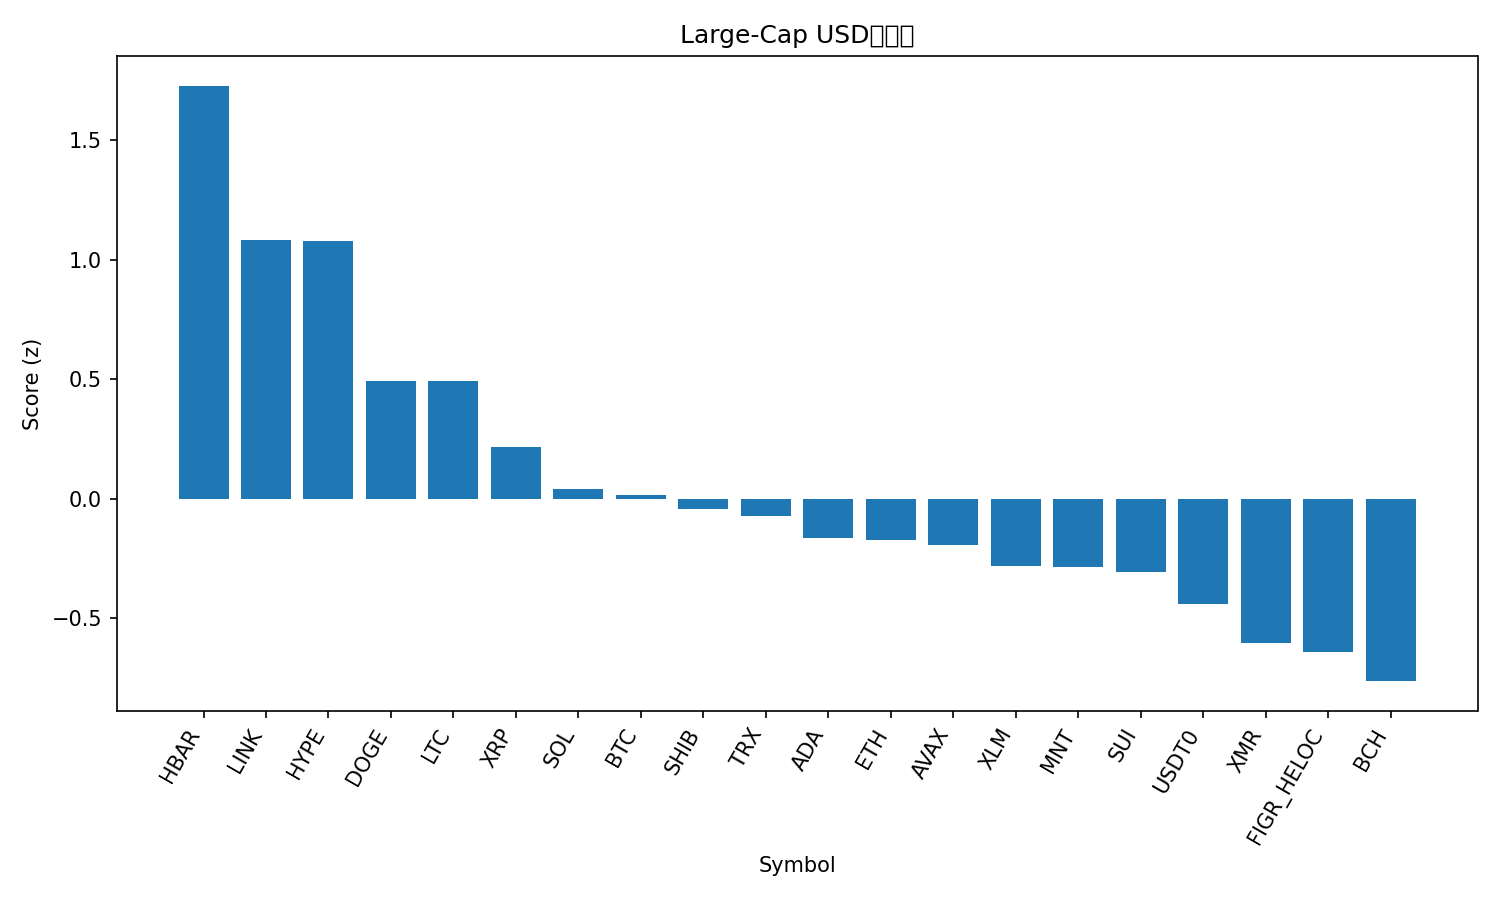 Large-Cap USD
Score (z)
1.5
1.0
0.5
0.0
−0.5
HBAR
LINK
HYPE
DOGE
LTC
XRP
SOL
BTC
SHIB
TRX
ADA
ETH
AVAX
XLM
MNT
SUI
USDT0
XMR
FIGR_HELOC
BCH
Symbol